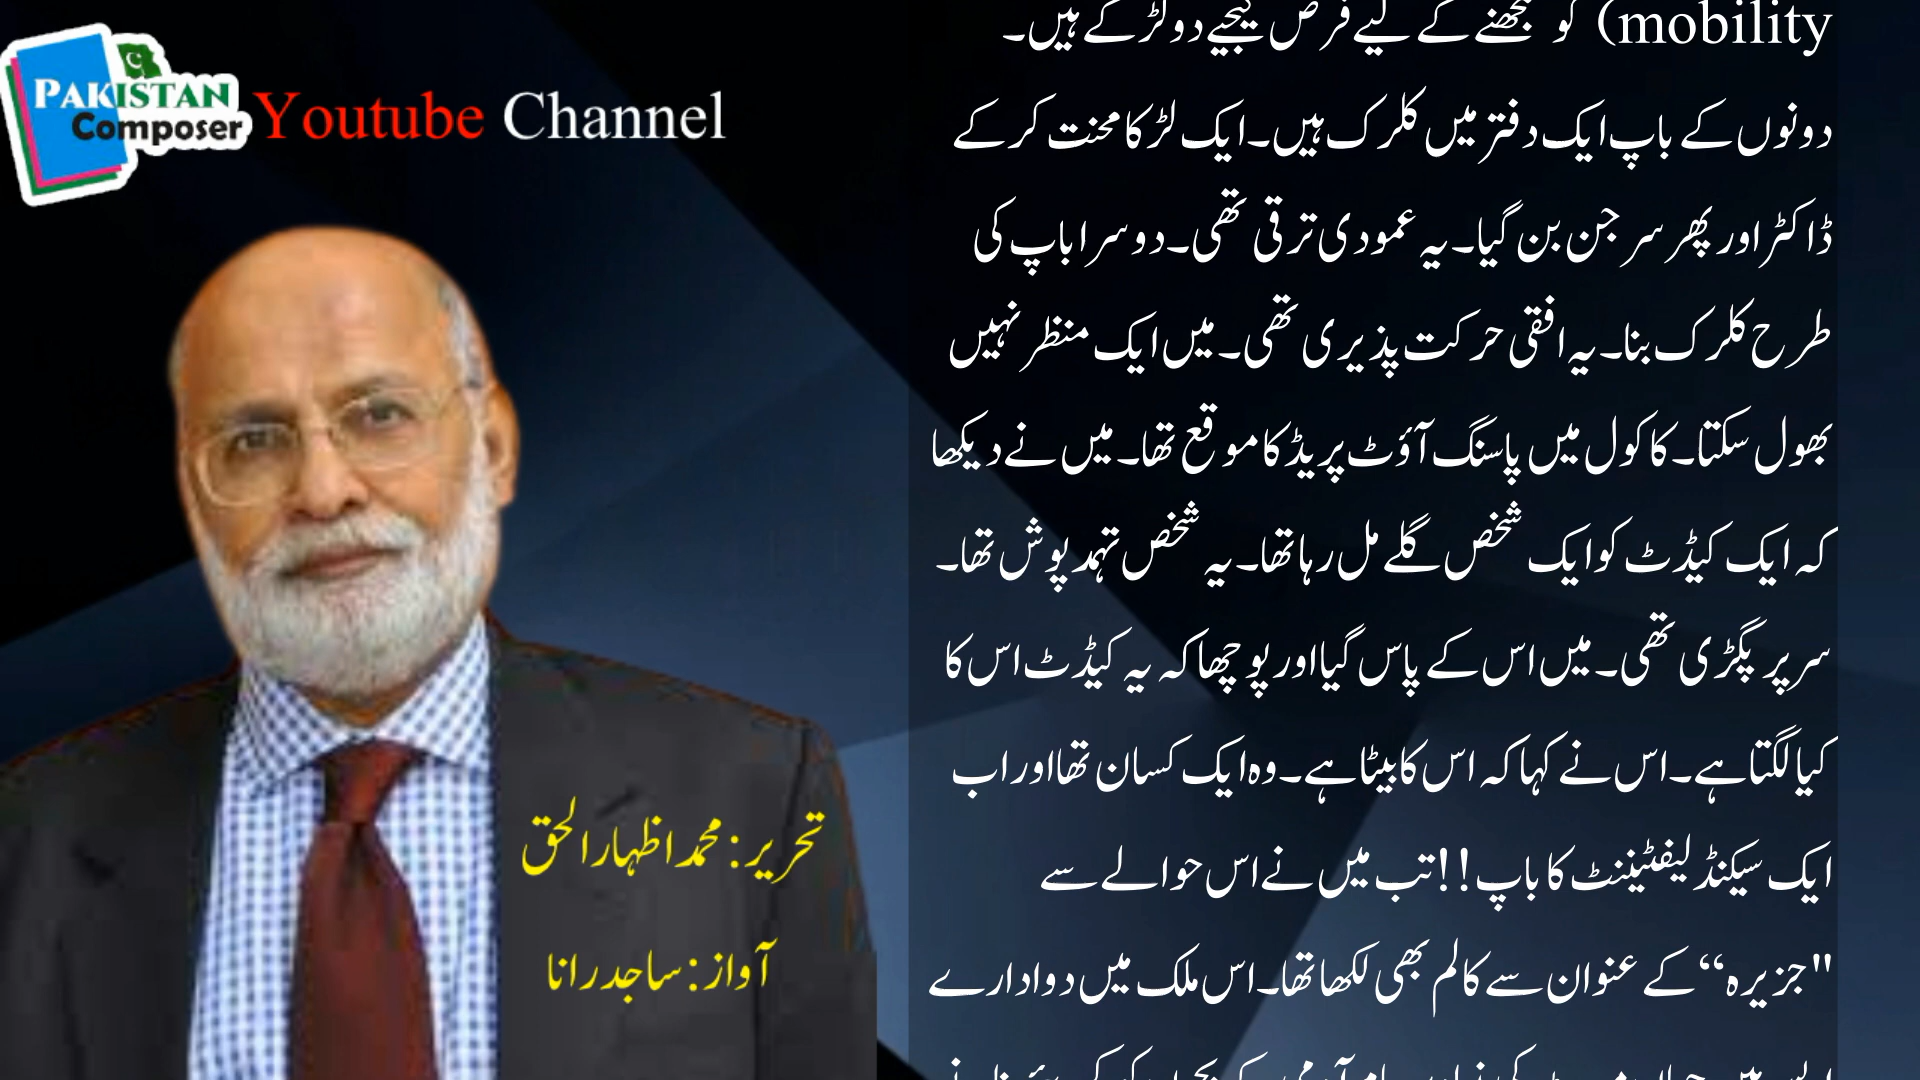 PAKISTAN
Composer
Youtube Channel
mobility) کو سمجھنے کے لیے فرض کیجیے دو لڑکے ہیں۔
دونوں کے باپ ایک دفتر میں کلرک ہیں۔ ایک لڑکا محنت کر کے
ڈاکٹر اور پھر سرجن بن گیا۔ یہ عمودی ترقی تھی۔ دوسرا باپ کی
طرح کلرک بنا۔ یہ افقی حرکت پذیری تھی۔ میں ایک منظر نہیں
بھول سکتا۔ کاکول میں پاسنگ آؤٹ پریڈ کا موقع تھا۔ میں نے دیکھا
کہ ایک کیڈٹ کو ایک شخص گلے مل رہا تھا۔ یہ شخص تہمد پوش تھا۔
سر پر پگڑی تھی۔ میں اس کے پاس گیا اور پوچھا کہ یہ کیڈٹ اس کا
کیا لگتا ہے۔ اس نے کہا کہ اس کا بیٹا ہے۔ وہ ایک کسان تھا اور اب
ایک سیکنڈ لیفٹیننٹ کا باپ!! تب میں نے اس حوالے سے
"جزیرہ“ کے عنوان سے کالم بھی لکھا تھا۔ اس ملک میں دو ادارے
تحریر: محمد اظہار الحق
آواز: ساجد رانا